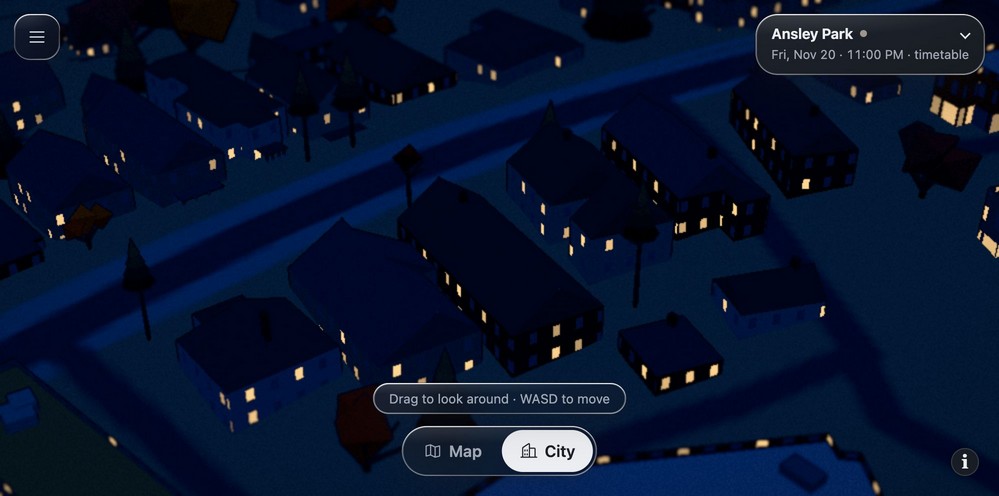 Ansley Park
Fri, Nov 20 · 11:00 PM · timetable
Drag to look around · WASD to move
Map
City
i